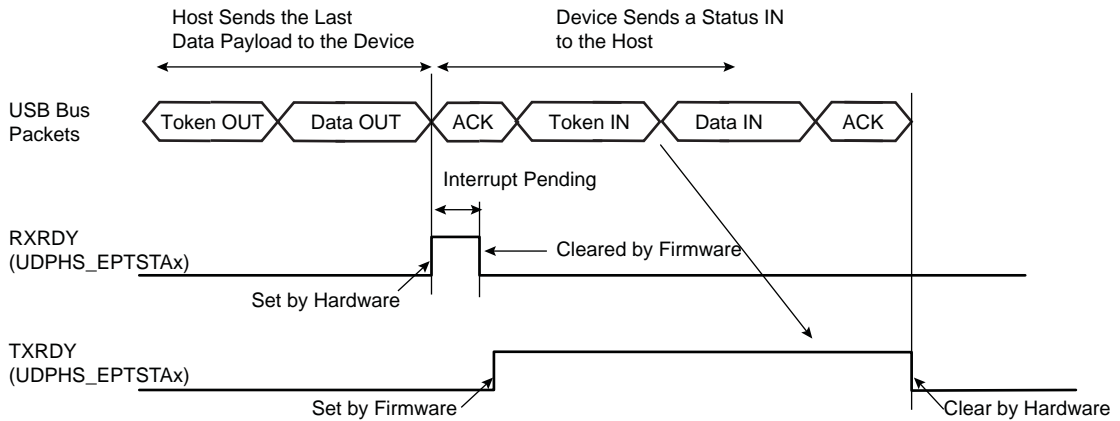 Host Sends the Last
Data Payload to the Device
Device Sends a Status IN
to the Host
USB Bus
Packets
Token OUT
Data OUT
ACK
Token IN
Data IN
ACK
Interrupt Pending
RXRDY
(UDPHS_EPTSTAx)
Cleared by Firmware
Set by Hardware
TXRDY
(UDPHS_EPTSTAx)
Set by Firmware
Clear by Hardware